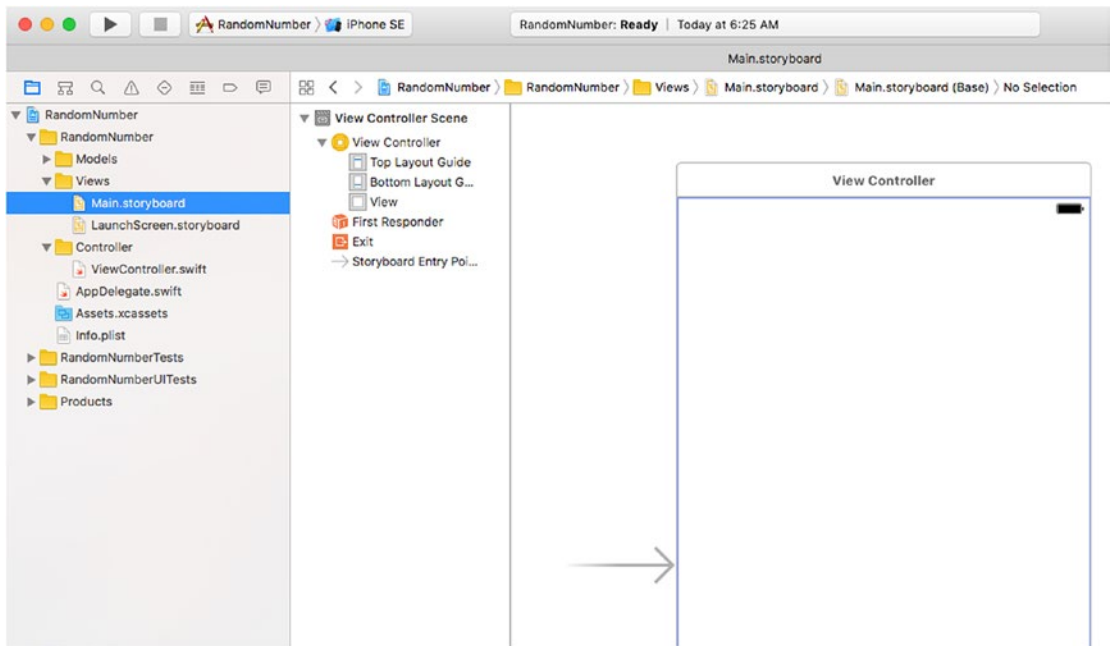 RandomNumber iPhone SE
RandomNumber: Ready | Today at 6:25 AM
Main.storyboard
RandomNumber RandomNumber Views Main.storyboard Main.storyboard (Base) No Selection
RandomNumber
RandomNumber
Models
Views
Main.storyboard
LaunchScreen.storyboard
Controller
ViewController.swift
AppDelegate.swift
Assets.xcassets
Info.plist
RandomNumberTests
RandomNumberUITests
Products
View Controller Scene
View Controller
Top Layout Guide
Bottom Layout G...
View
First Responder
Exit
Storyboard Entry Poi...
View Controller